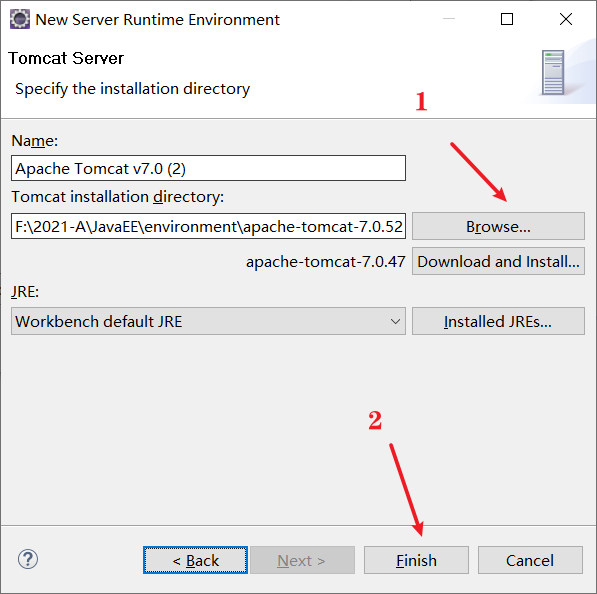 New Server Runtime Environment
Tomcat Server
Specify the installation directory
1
Name:
Apache Tomcat v7.0 (2)
Tomcat installation directory:
F:\2021-A\JavaEE\environment\apache-tomcat-7.0.52
Browse...
apache-tomcat-7.0.47
Download and Install...
JRE:
Workbench default JRE
Installed JREs...
2
?
< Back
Next >
Finish
Cancel